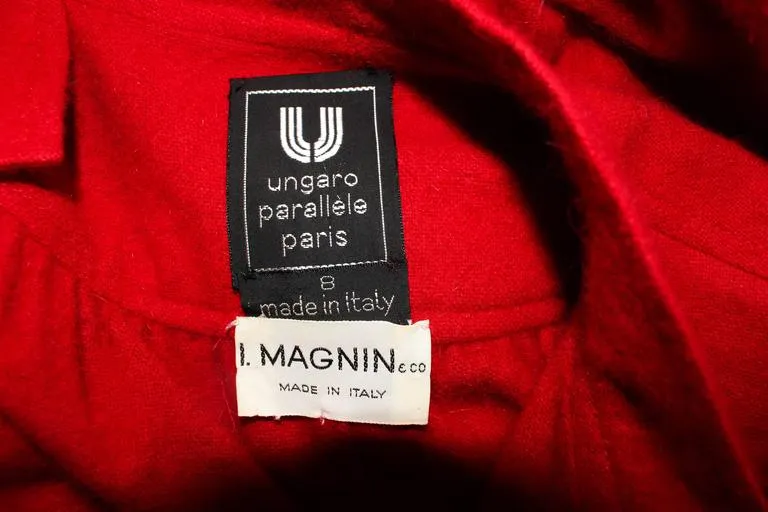 U
ungaro
parallèle
paris
8
made in italy
I. MAGNIN & CO
MADE IN ITALY